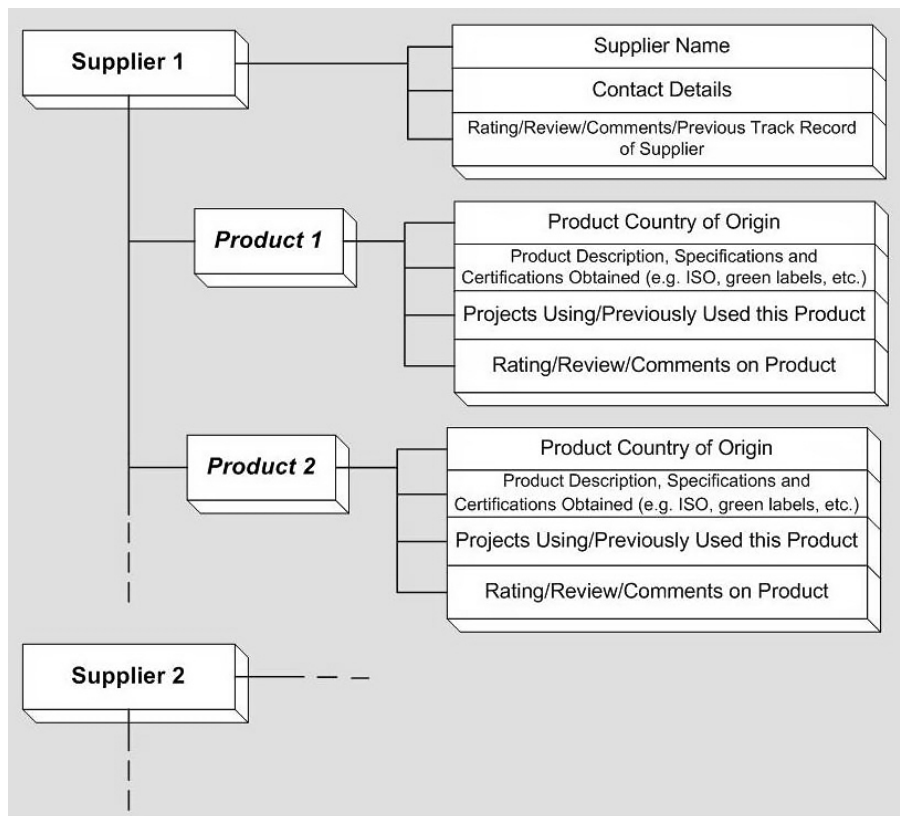 Supplier 1
Supplier Name
Contact Details
Rating/Review/Comments/Previous Track Record
of Supplier
Product 1
Product Country of Origin
Product Description, Specifications and
Certifications Obtained (e.g. ISO, green labels, etc.)
Projects Using/Previously Used this Product
Rating/Review/Comments on Product
Product 2
Product Country of Origin
Product Description, Specifications and
Certifications Obtained (e.g. ISO, green labels, etc.)
Projects Using/Previously Used this Product
Rating/Review/Comments on Product
Supplier 2